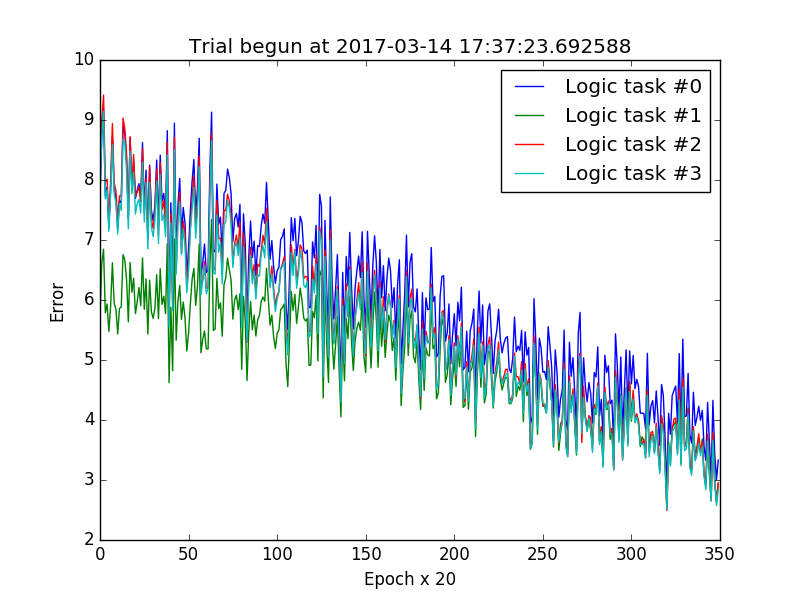 Trial begun at 2017-03-14 17:37:23.692588
10
9
8
7
6
5
4
3
2
Error
Logic task #0
Logic task #1
Logic task #2
Logic task #3
0 50 100 150 200 250 300 350
Epoch x 20